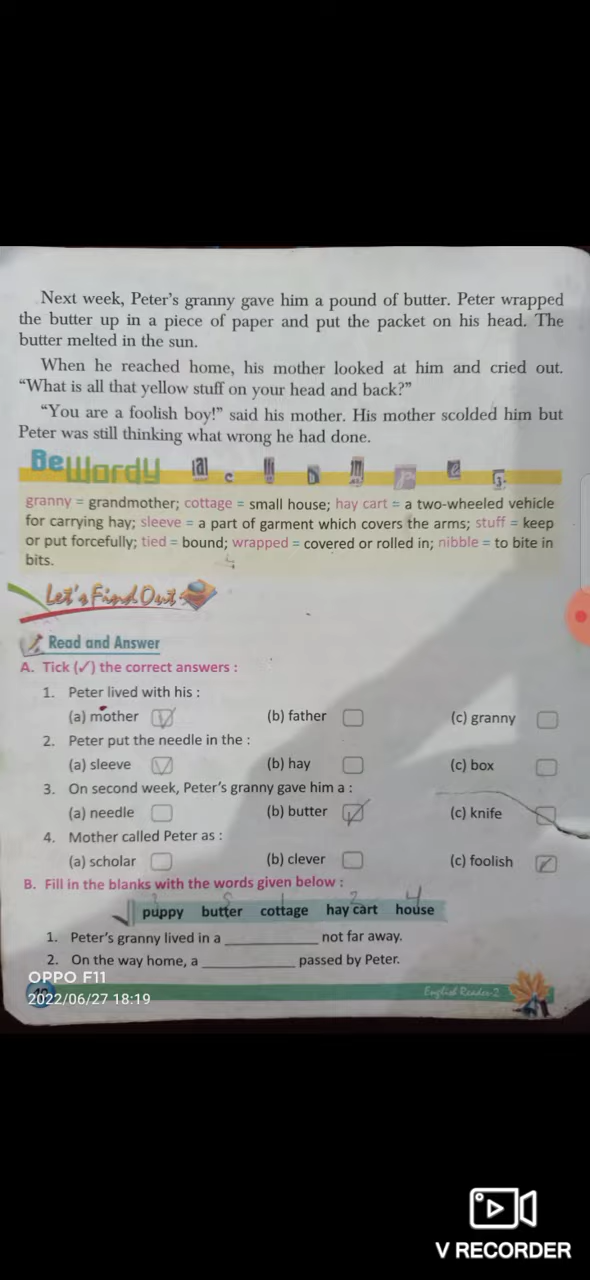 Next week, Peter's granny gave him a pound of butter. Peter wrapped
the butter up in a piece of paper and put the packet on his head. The
butter melted in the sun.
When he reached home, his mother looked at him and cried out.
“What is all that yellow stuff on your head and back?”
“You are a foolish boy!” said his mother. His mother scolded him but
Peter was still thinking what wrong he had done.
Be Wordy
granny = grandmother; cottage = small house; hay cart = a two-wheeled vehicle
for carrying hay; sleeve = a part of garment which covers the arms; stuff = keep
or put forcefully; tied = bound; wrapped = covered or rolled in; nibble = to bite in
bits.
Let's Find Out
Read and Answer
A. Tick (✓) the correct answers :
1. Peter lived with his :
(a) mother (b) father (c) granny
2. Peter put the needle in the :
(a) sleeve (b) hay (c) box
3. On second week, Peter's granny gave him a :
(a) needle (b) butter (c) knife
4. Mother called Peter as :
(a) scholar (b) clever (c) foolish
B. Fill in the blanks with the words given below :
3 5 1 2 4
puppy butter cottage hay cart house
1. Peter's granny lived in a ____________ not far away.
2. On the way home, a ____________ passed by Peter.
OPPO F11
2022/06/27 18:19
English Reader-2
V RECORDER